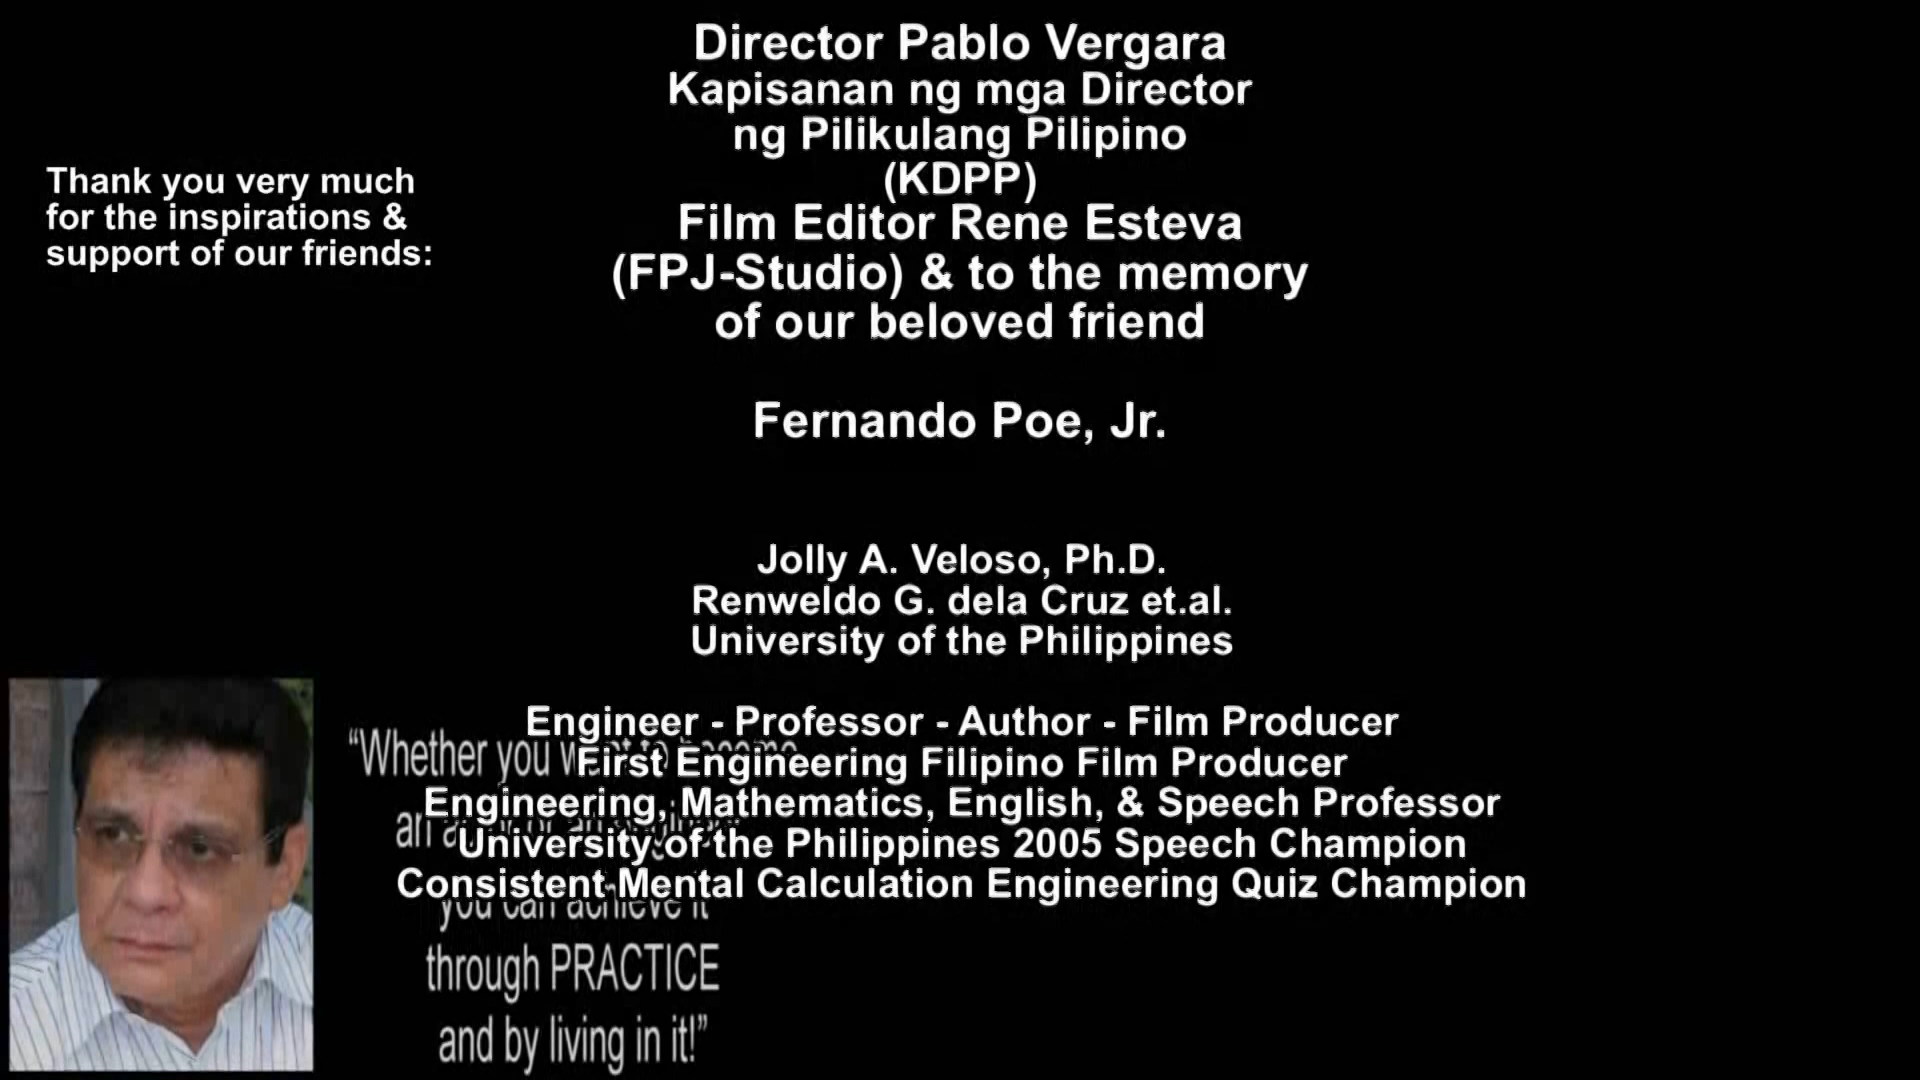 Thank you very much
for the inspirations &
support of our friends:
Director Pablo Vergara
Kapisanan ng mga Director
ng Pilikulang Pilipino
(KDPP)
Film Editor Rene Esteva
(FPJ-Studio) & to the memory
of our beloved friend
Fernando Poe, Jr.
Jolly A. Veloso, Ph.D.
Renweldo G. dela Cruz et.al.
University of the Philippines
Engineer - Professor - Author - Film Producer
First Engineering Filipino Film Producer
Engineering, Mathematics, English, & Speech Professor
University of the Philippines 2005 Speech Champion
Consistent Mental Calculation Engineering Quiz Champion
“Whether you
an
you can achieve it
through PRACTICE
and by living in it!”